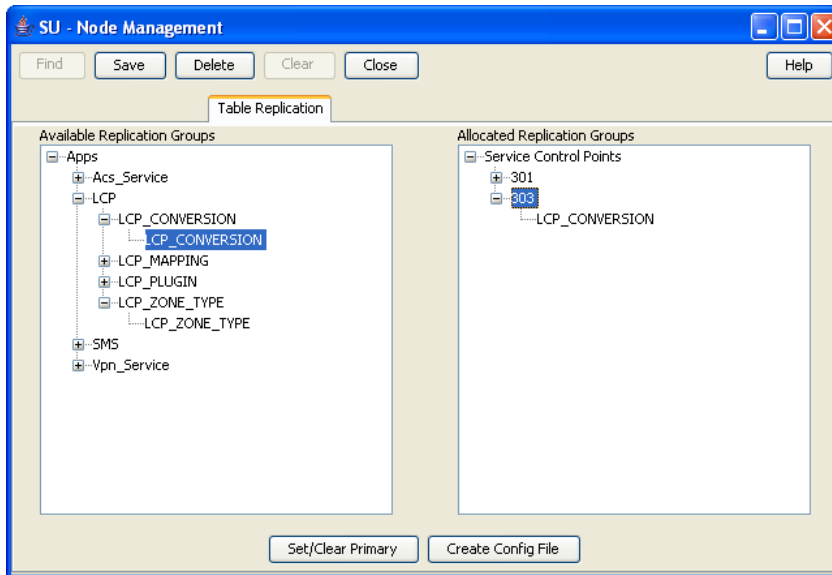 SU - Node Management
Find Save Delete Clear Close Help
Table Replication
Available Replication Groups
Apps
Acs_Service
LCP
LCP_CONVERSION
LCP_CONVERSION
LCP_MAPPING
LCP_PLUGIN
LCP_ZONE_TYPE
LCP_ZONE_TYPE
SMS
Vpn_Service
Allocated Replication Groups
Service Control Points
301
303
LCP_CONVERSION
Set/Clear Primary Create Config File